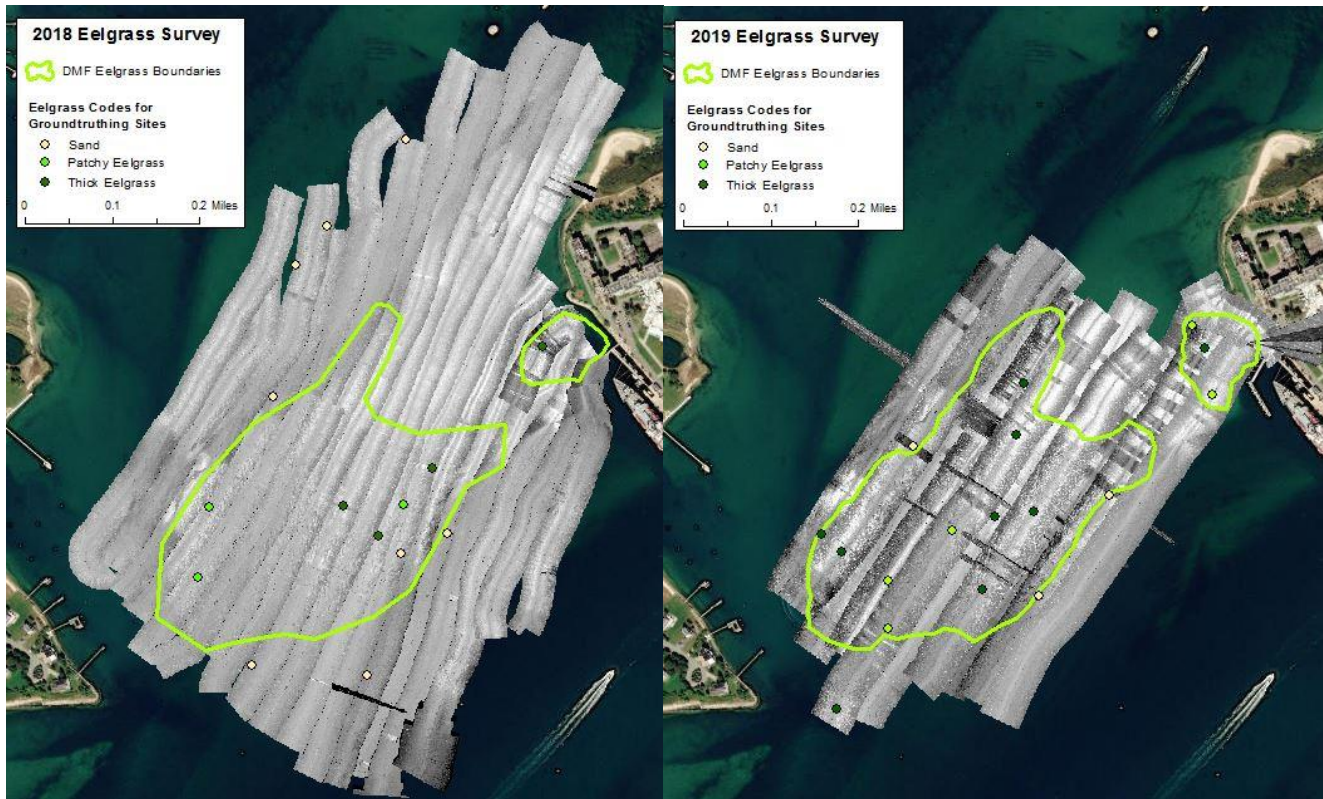 2018 Eelgrass Survey
DMF Eelgrass Boundaries
Eelgrass Codes for
Groundtruthing Sites
Sand
Patchy Eelgrass
Thick Eelgrass
0 0.1 0.2 Miles
2019 Eelgrass Survey
DMF Eelgrass Boundaries
Eelgrass Codes for
Groundtruthing Sites
Sand
Patchy Eelgrass
Thick Eelgrass
0 0.1 0.2 Miles